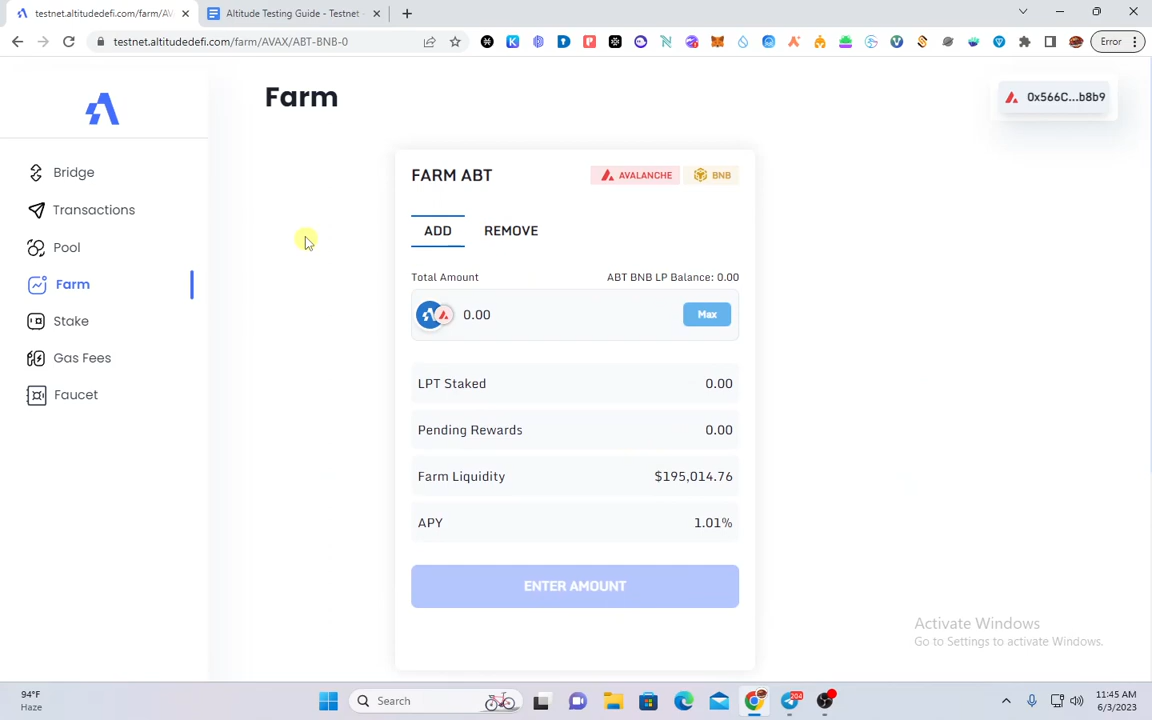 testnet.altitudedefi.com/farm/AV
Altitude Testing Guide - Testnet
testnet.altitudedefi.com/farm/AVAX/ABT-BNB-0
Error
Farm
0x566C...b8b9
Bridge
Transactions
Pool
Farm
Stake
Gas Fees
Faucet
FARM ABT
AVALANCHE
BNB
ADD
REMOVE
Total Amount
ABT BNB LP Balance: 0.00
0.00
Max
LPT Staked
0.00
Pending Rewards
0.00
Farm Liquidity
$195,014.76
APY
1.01%
ENTER AMOUNT
Activate Windows
Go to Settings to activate Windows.
94°F
Haze
Search
204
11:45 AM
6/3/2023